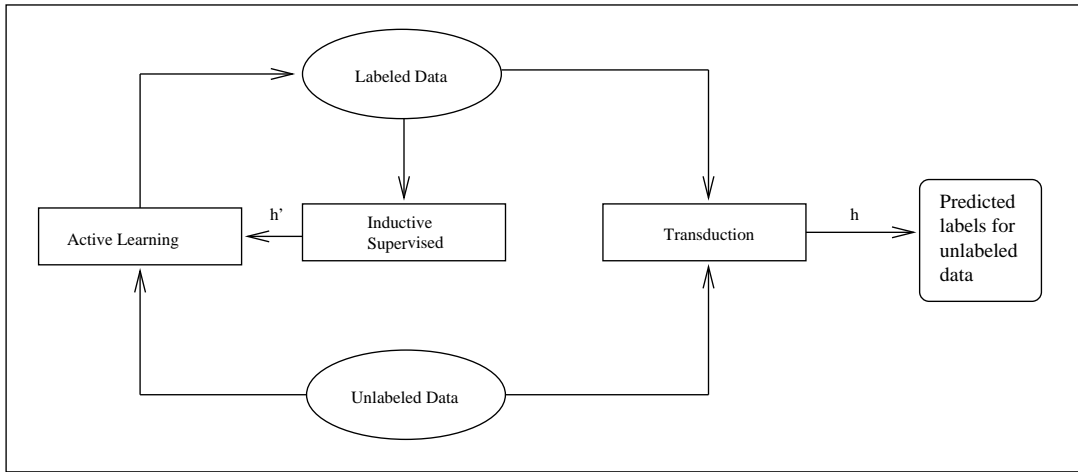 Labeled Data
Active Learning
h'
Inductive
Supervised
Transduction
h
Predicted
labels for
unlabeled
data
Unlabeled Data